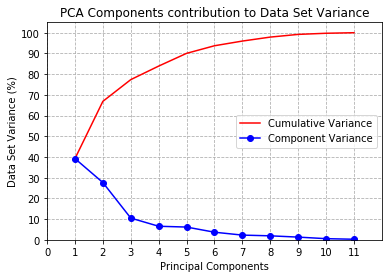 PCA Components contribution to Data Set Variance
Data Set Variance (%)
100
90
80
70
60
50
40
30
20
10
0
Cumulative Variance
Component Variance
0 1 2 3 4 5 6 7 8 9 10 11
Principal Components